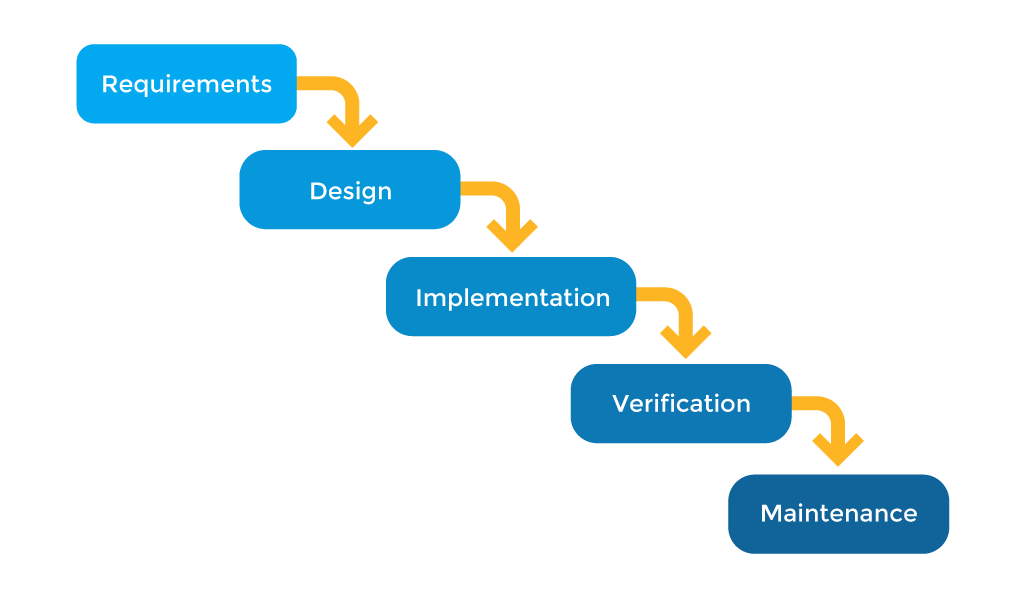 Requirements
Design
Implementation
Verification
Maintenance